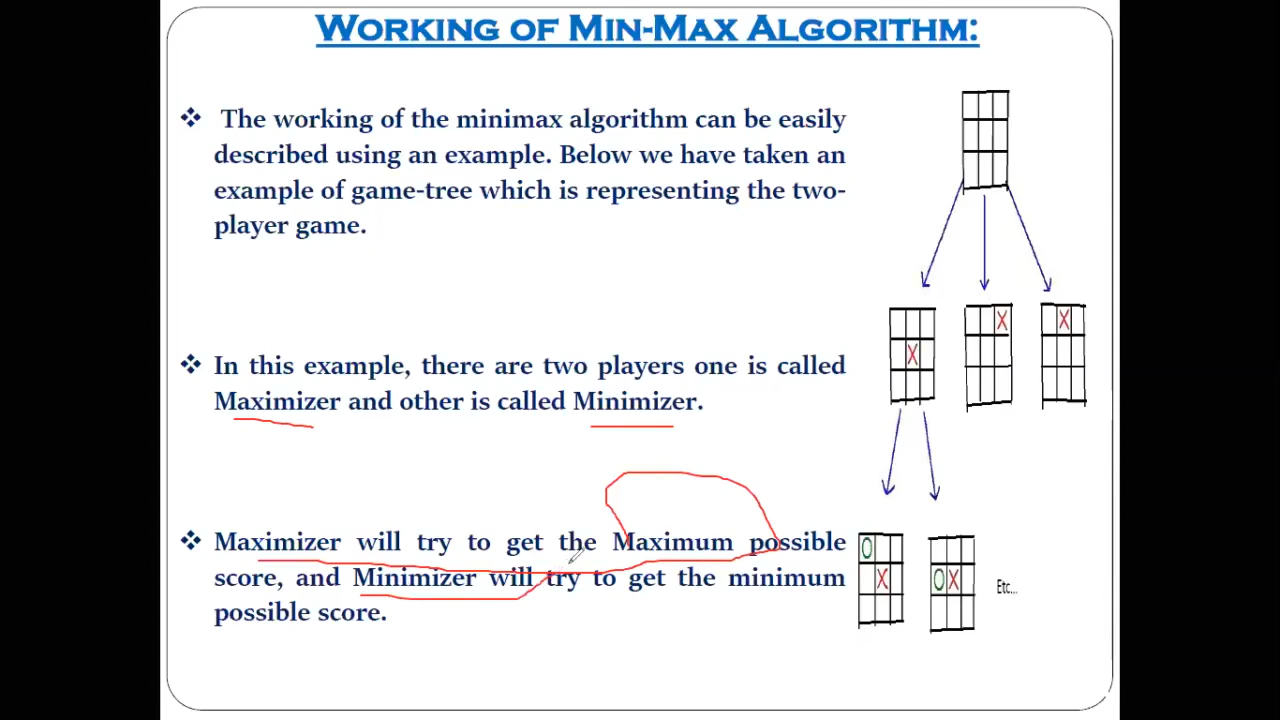 WORKING OF MIN-MAX ALGORITHM:
❖ The working of the minimax algorithm can be easily
described using an example. Below we have taken an
example of game-tree which is representing the two-
player game.
❖ In this example, there are two players one is called
Maximizer and other is called Minimizer.
❖ Maximizer will try to get the Maximum possible
score, and Minimizer will try to get the minimum
possible score.
X X
X
O
X
O X
Etc...